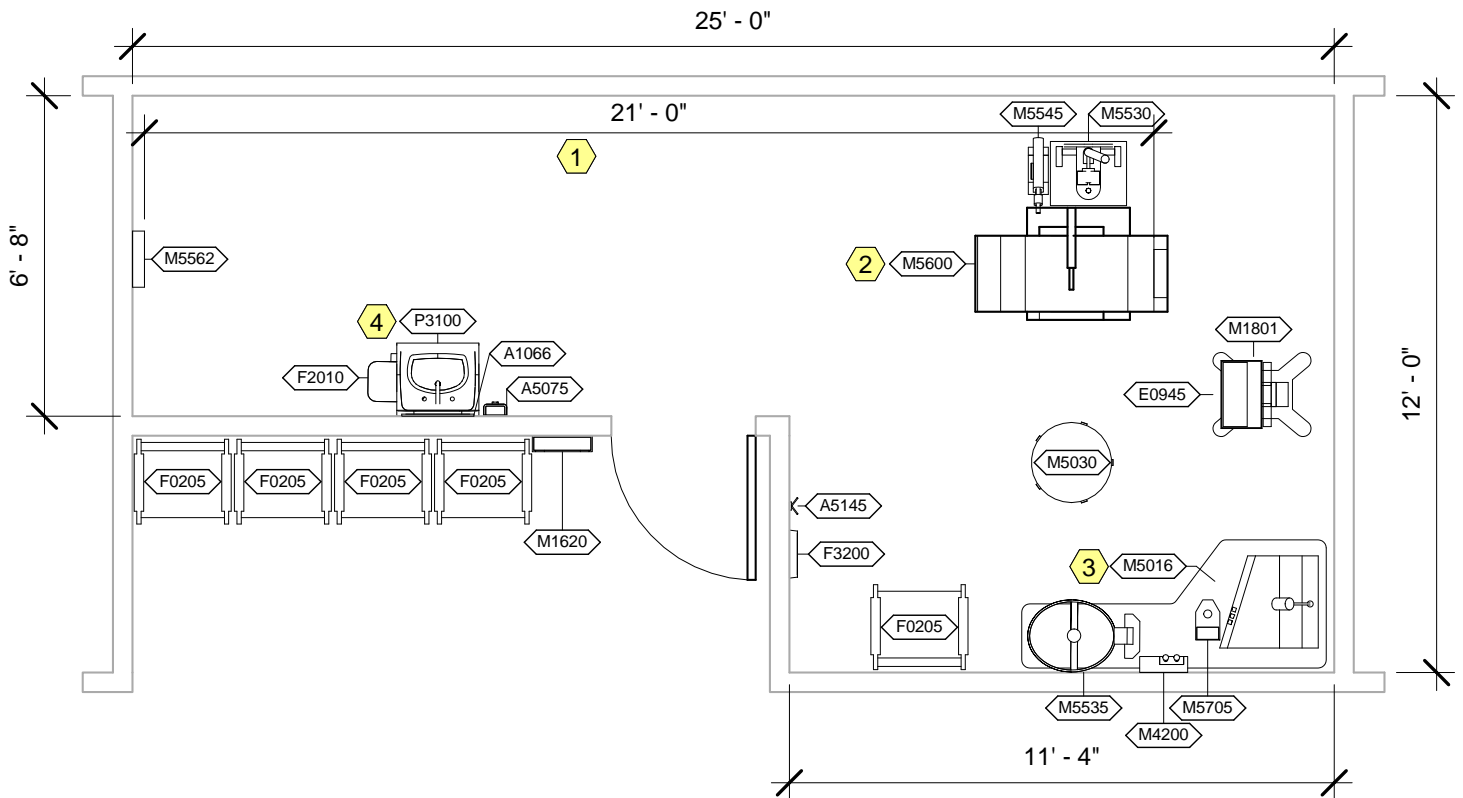 25' - 0"
21' - 0"
M5545
M5530
1
6' - 8"
M5562
2
M5600
4
P3100
M1801
A1066
F2010
A5075
E0945
12' - 0"
M5030
F0205
F0205
F0205
F0205
A5145
M1620
F3200
3
M5016
F0205
M5535
M5705
M4200
11' - 4"